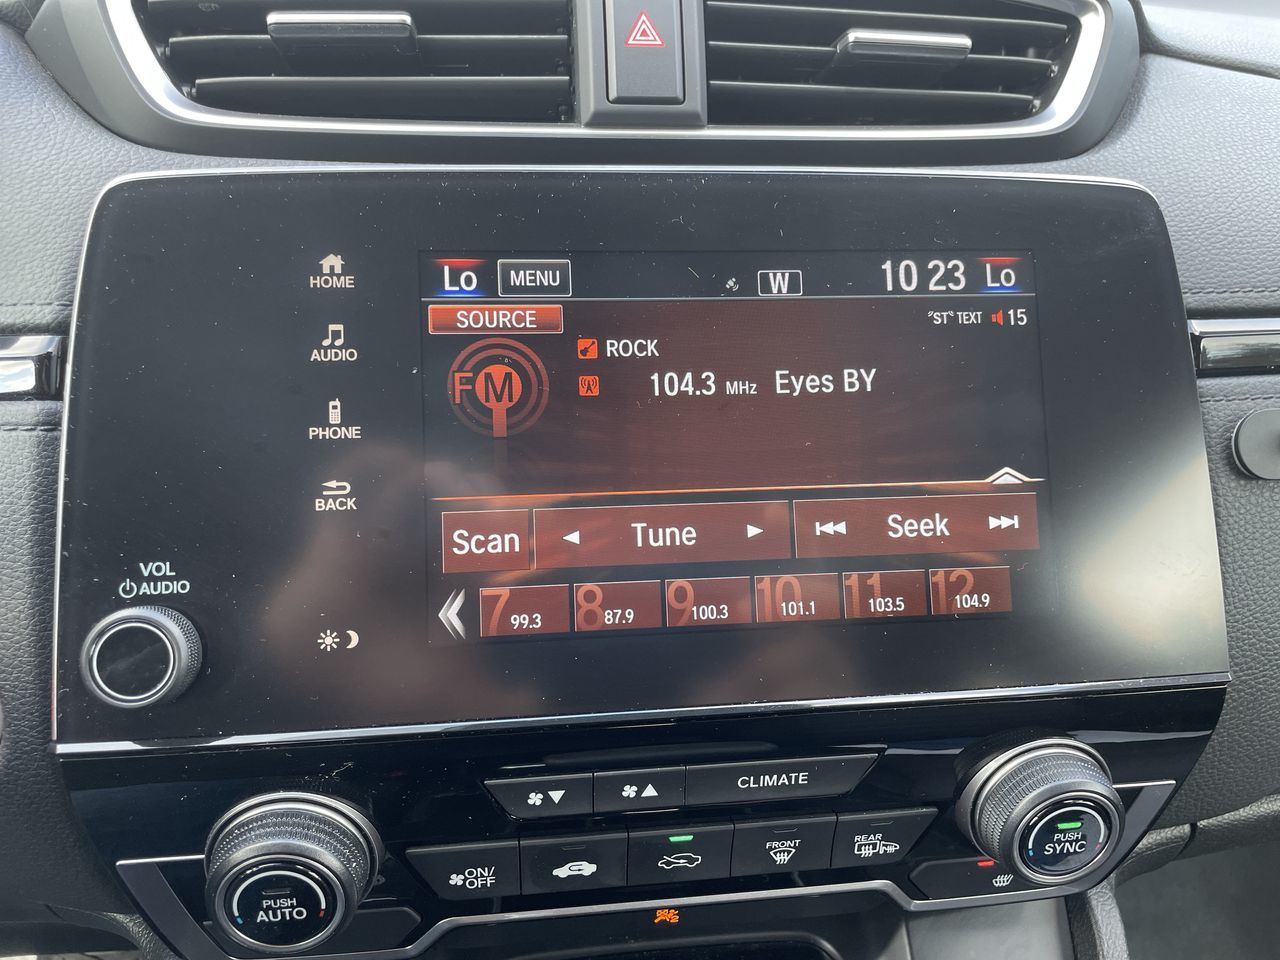 HOME
AUDIO
PHONE
BACK
VOL
AUDIO
Lo MENU W 10 23 Lo
SOURCE "ST" TEXT 15
FM
ROCK
104.3 MHz Eyes BY
Scan Tune Seek
7 99.3 8 87.9 9 100.3 10 101.1 11 103.5 12 104.9
CLIMATE
ON/
OFF
FRONT
REAR
PUSH
AUTO
PUSH
SYNC